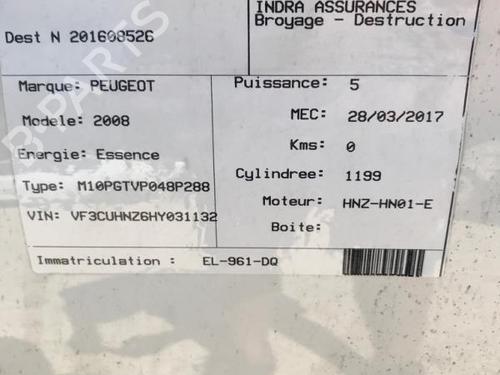 INDRA ASSURANCES
Broyage - Destruction
Dest N 201608526
Marque: PEUGEOT
Modele: 2008
Energie: Essence
Type: M10PGTVP048P288
VIN: VF3CUHNZ6HY031132
Puissance: 5
MEC: 28/03/2017
Kms: 0
Cylindree: 1199
Moteur: HNZ-HN01-E
Boite:
Immatriculation : EL-961-DQ
B-PARTS